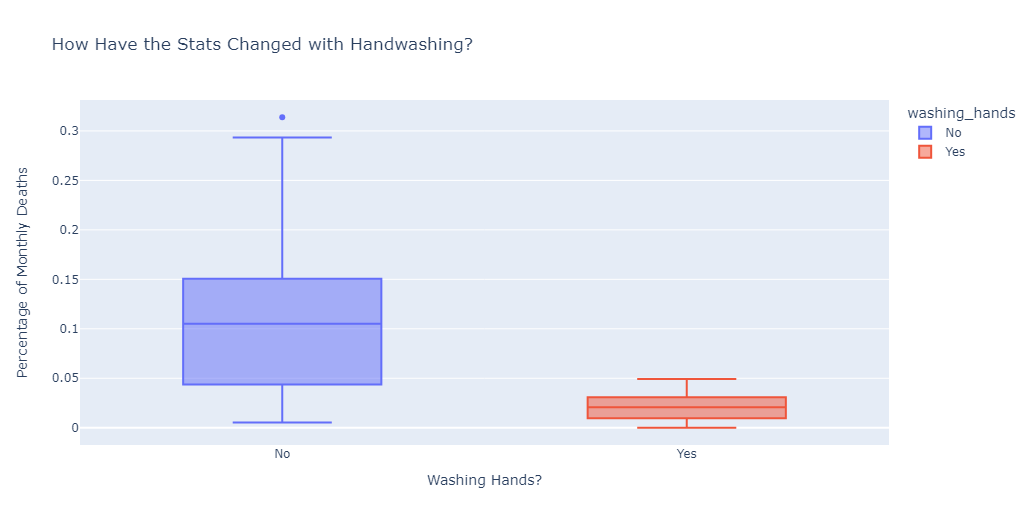 How Have the Stats Changed with Handwashing?
washing_hands
No
Yes
Percentage of Monthly Deaths
0.3
0.25
0.2
0.15
0.1
0.05
0
No
Yes
Washing Hands?